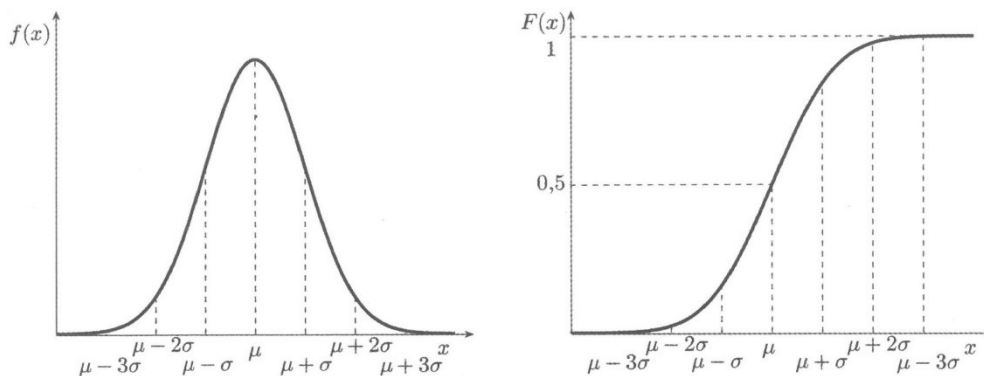 f(x)
μ − 3σ μ − 2σ μ − σ μ μ + σ μ + 2σ μ + 3σ x
F(x)
1
0,5
μ − 3σ μ − 2σ μ − σ μ μ + σ μ + 2σ μ − 3σ x